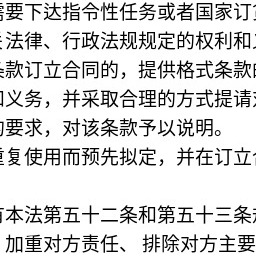 需要下达指令性任务或者国家订
法律、行政法规规定的权利和
条款订立合同的，提供格式条款
和义务，并采取合理的方式提请
的要求，对该条款予以说明。
重复使用而预先拟定，并在订立
有本法第五十二条和第五十三条
加重对方责任、排除对方主要